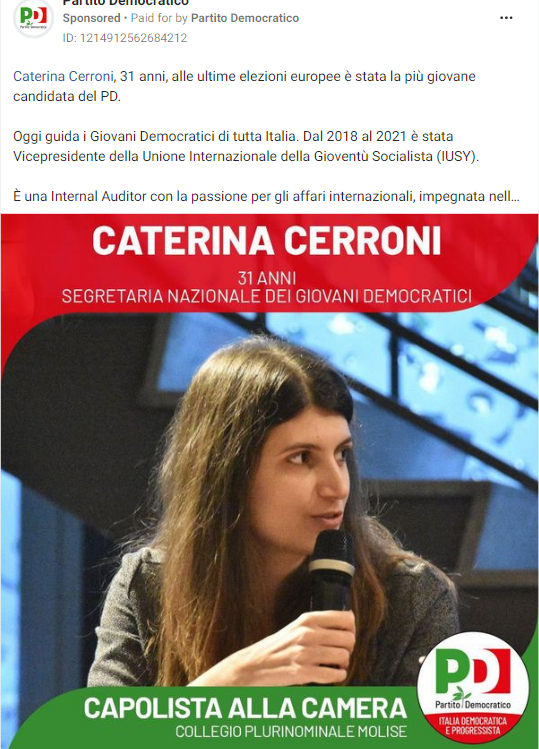 Partito Democratico
Sponsored • Paid for by Partito Democratico
ID: 1214912562684212
Caterina Cerroni, 31 anni, alle ultime elezioni europee è stata la più giovane
candidata del PD.
Oggi guida i Giovani Democratici di tutta Italia. Dal 2018 al 2021 è stata
Vicepresidente della Unione Internazionale della Gioventù Socialista (IUSY).
È una Internal Auditor con la passione per gli affari internazionali, impegnata nell...
CATERINA CERRONI
31 ANNI
SEGRETARIA NAZIONALE DEI GIOVANI DEMOCRATICI
CAPOLISTA ALLA CAMERA
COLLEGIO PLURINOMINALE MOLISE
PD
Partito Democratico
ITALIA DEMOCRATICA
E PROGRESSISTA